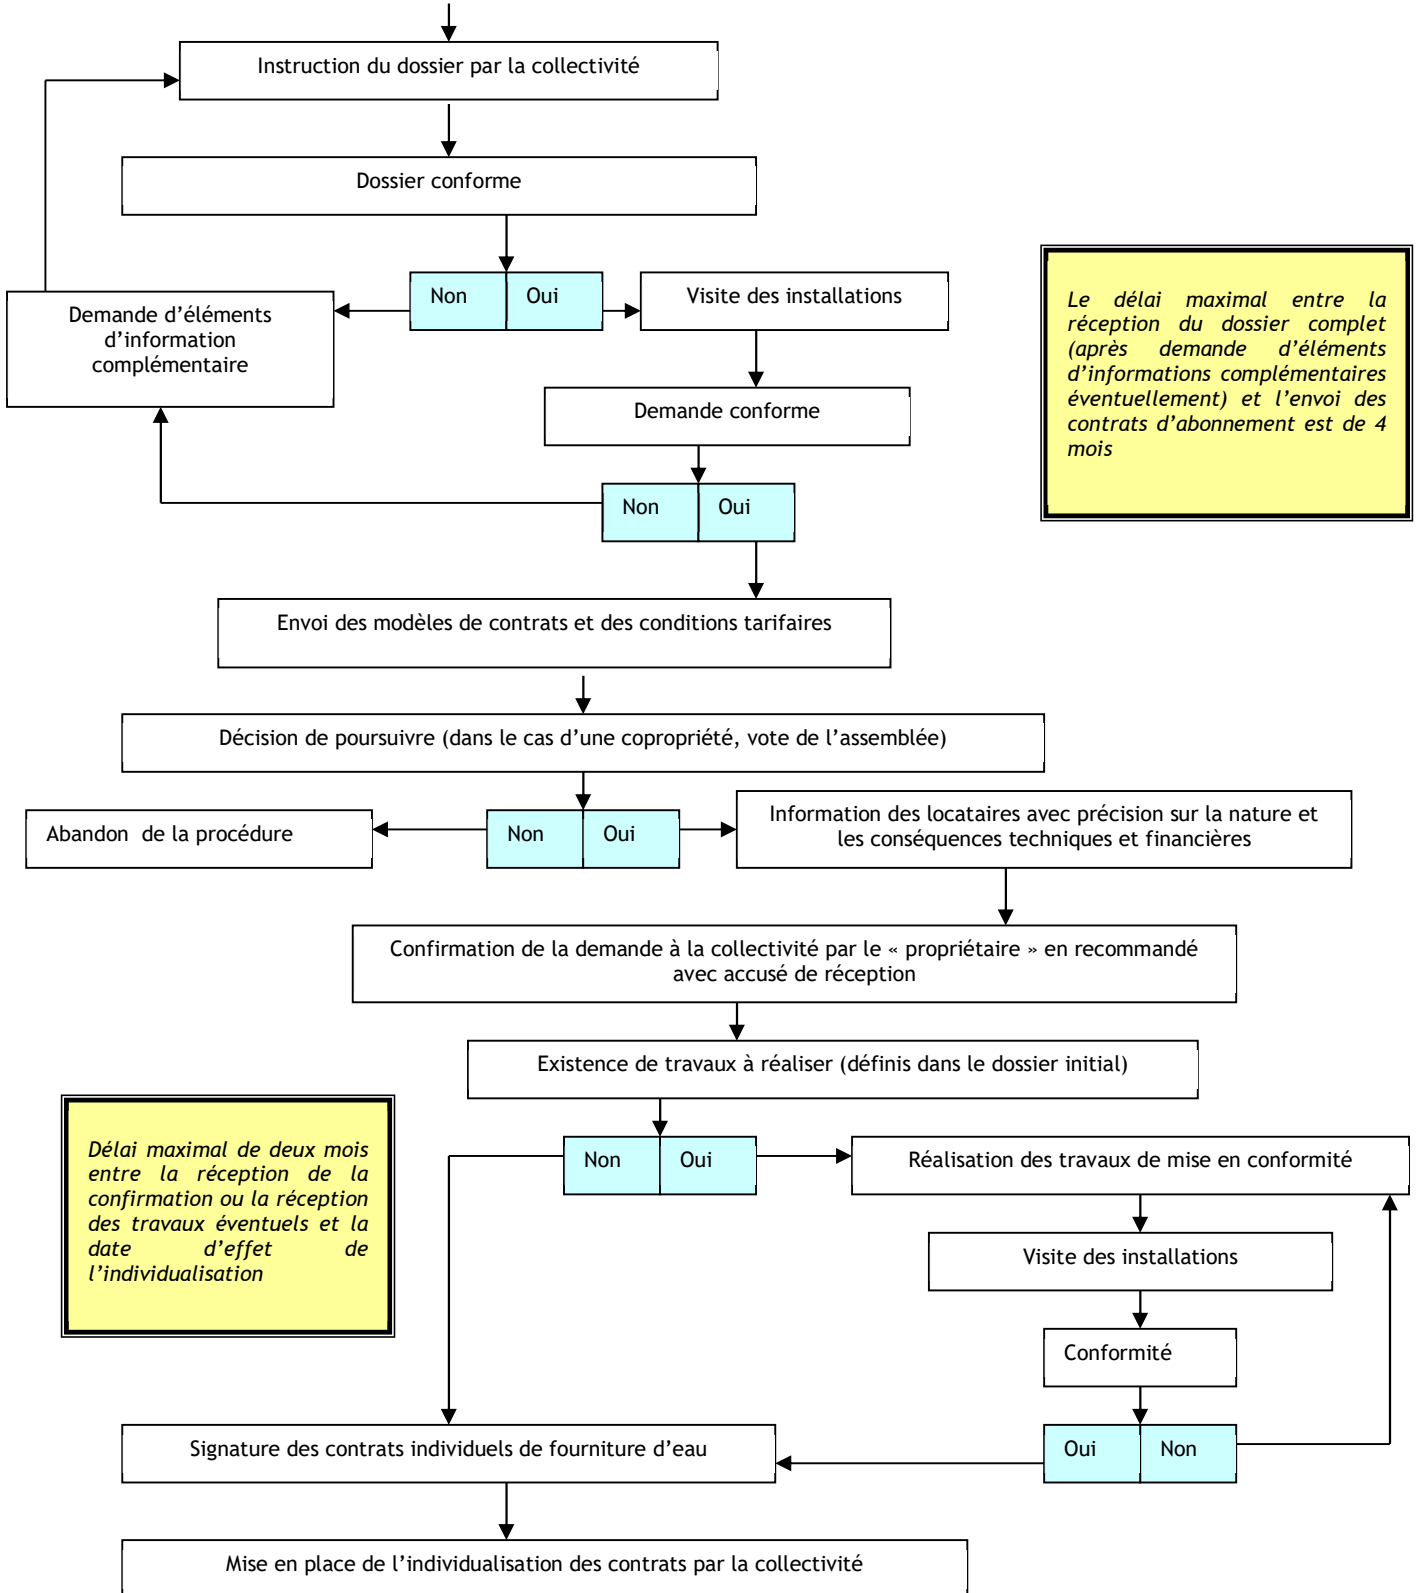 Instruction du dossier par la collectivité
Dossier conforme
Non
Oui
Visite des installations
Demande d’éléments
d’information
complémentaire
Le délai maximal entre la
réception du dossier complet
(après demande d’éléments
d’informations complémentaires
éventuellement) et l’envoi des
contrats d’abonnement est de 4
mois
Demande conforme
Non
Oui
Envoi des modèles de contrats et des conditions tarifaires
Décision de poursuivre (dans le cas d’une copropriété, vote de l’assemblée)
Abandon de la procédure
Non
Oui
Information des locataires avec précision sur la nature et
les conséquences techniques et financières
Confirmation de la demande à la collectivité par le « propriétaire » en recommandé
avec accusé de réception
Existence de travaux à réaliser (définis dans le dossier initial)
Délai maximal de deux mois
entre la réception de la
confirmation ou la réception
des travaux éventuels et la
date d’effet de
l’individualisation
Non
Oui
Réalisation des travaux de mise en conformité
Visite des installations
Conformité
Signature des contrats individuels de fourniture d’eau
Oui
Non
Mise en place de l’individualisation des contrats par la collectivité